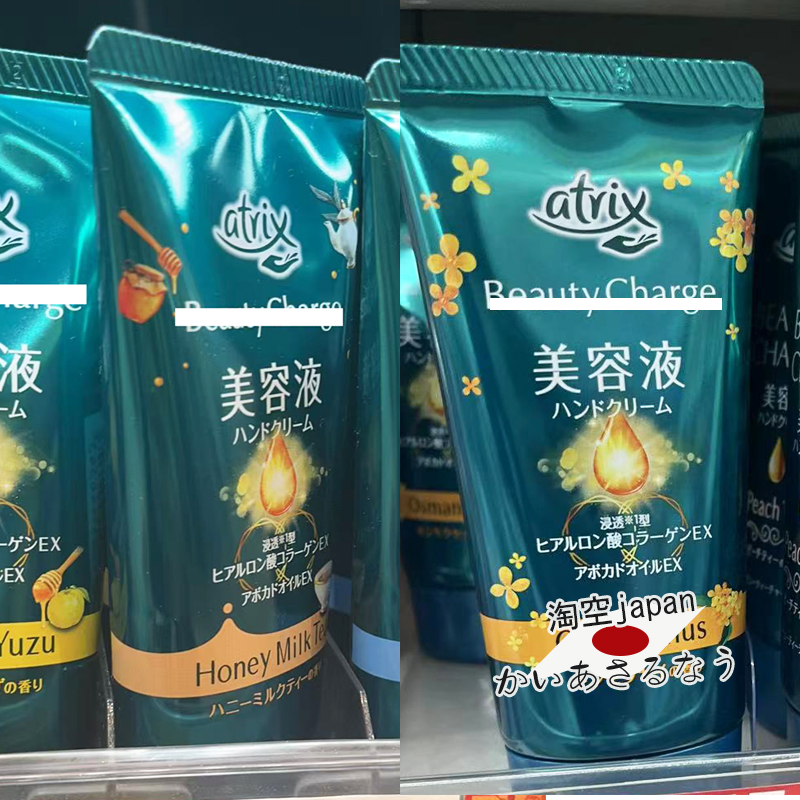 atrix
Beauty Charge
美容液
ハンドクリーム
浸透※1型
ヒアルロン酸コラーゲンEX
アボカドオイルEX
Honey Milk Tea
ハニーミルクティーの香り
Yuzu
の香り
atrix
Beauty Charge
美容液
ハンドクリーム
浸透※1型
ヒアルロン酸コラーゲンEX
アボカドオイルEX
淘空japan
かいあさるなう
Peach